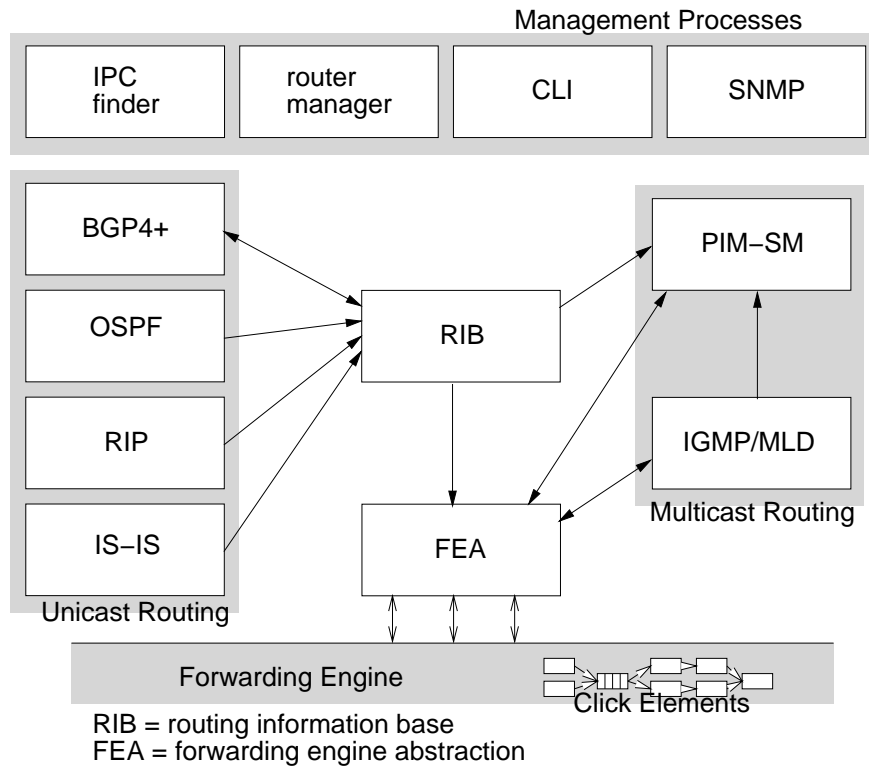 Management Processes
IPC
finder
router
manager
CLI
SNMP
BGP4+
OSPF
RIP
IS−IS
Unicast Routing
RIB
FEA
PIM−SM
IGMP/MLD
Multicast Routing
Forwarding Engine
Click Elements
RIB = routing information base
FEA = forwarding engine abstraction